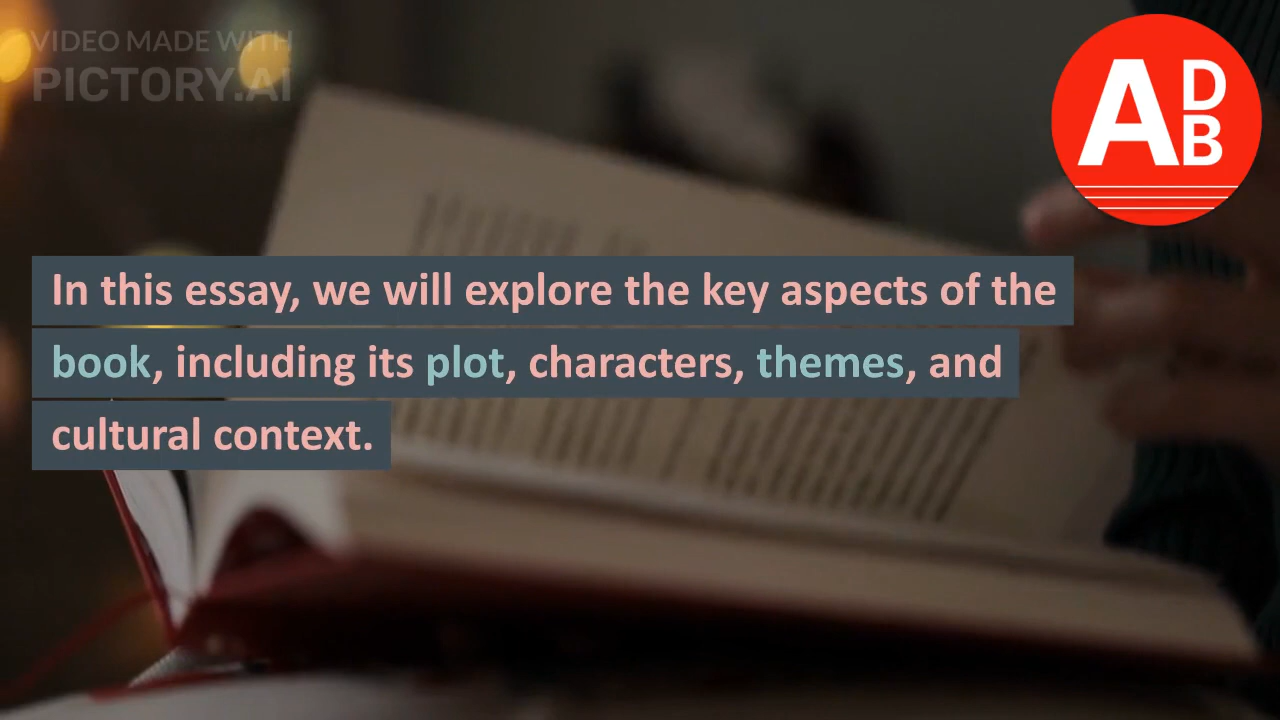 VIDEO MADE WITH
PICTORY.AI
ADB
In this essay, we will explore the key aspects of the
book, including its plot, characters, themes, and
cultural context.